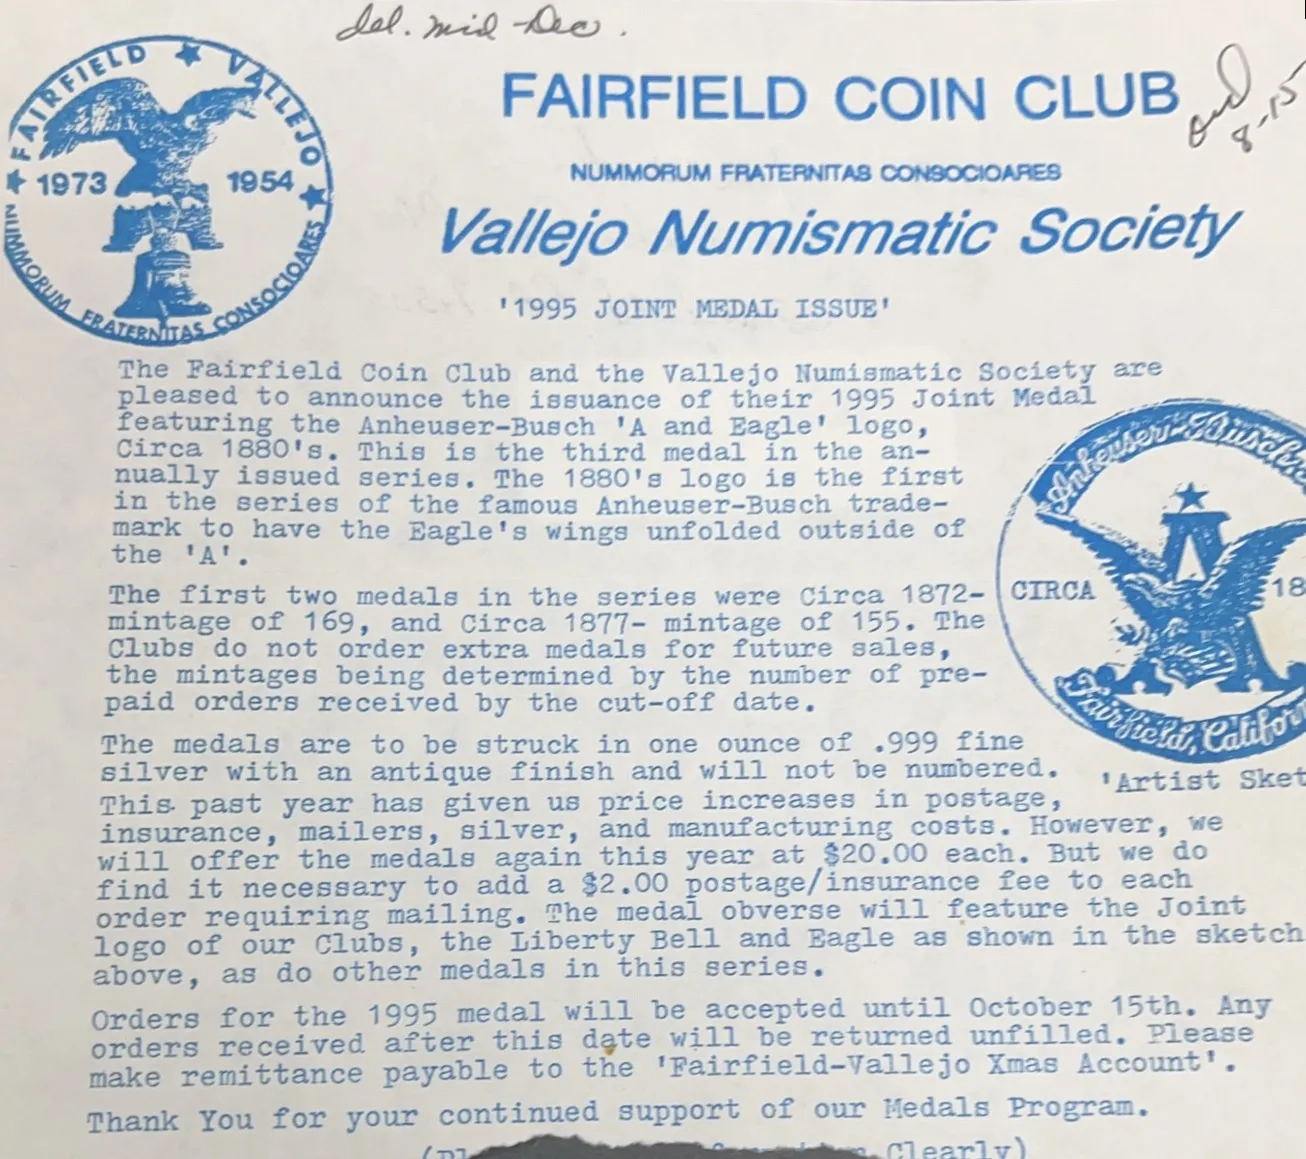 del. mid-Dec.
FAIRFIELD ★ VALLEJO
★ 1973 1954 ★
NUMMORUM FRATERNITAS CONSOCIOARES
FAIRFIELD COIN CLUB
8-15
NUMMORUM FRATERNITAS CONSOCIOARES
Vallejo Numismatic Society
'1995 JOINT MEDAL ISSUE'
The Fairfield Coin Club and the Vallejo Numismatic Society are
pleased to announce the issuance of their 1995 Joint Medal
featuring the Anheuser-Busch 'A and Eagle' logo,
Circa 1880's. This is the third medal in the an-
nually issued series. The 1880's logo is the first
in the series of the famous Anheuser-Busch trade-
mark to have the Eagle's wings unfolded outside of
the 'A'.
The first two medals in the series were Circa 1872-
mintage of 169, and Circa 1877- mintage of 155. The
Clubs do not order extra medals for future sales,
the mintages being determined by the number of pre-
paid orders received by the cut-off date.
The medals are to be struck in one ounce of .999 fine
silver with an antique finish and will not be numbered.
This past year has given us price increases in postage,
insurance, mailers, silver, and manufacturing costs. However, we
will offer the medals again this year at $20.00 each. But we do
find it necessary to add a $2.00 postage/insurance fee to each
order requiring mailing. The medal obverse will feature the Joint
logo of our Clubs, the Liberty Bell and Eagle as shown in the sketch
above, as do other medals in this series.
Orders for the 1995 medal will be accepted until October 15th. Any
orders received after this date will be returned unfilled. Please
make remittance payable to the 'Fairfield-Vallejo Xmas Account'.
Thank You for your continued support of our Medals Program.
Clearly)
Anheuser-Busch
A
CIRCA 18
Fairfield, Califor
'Artist Sket